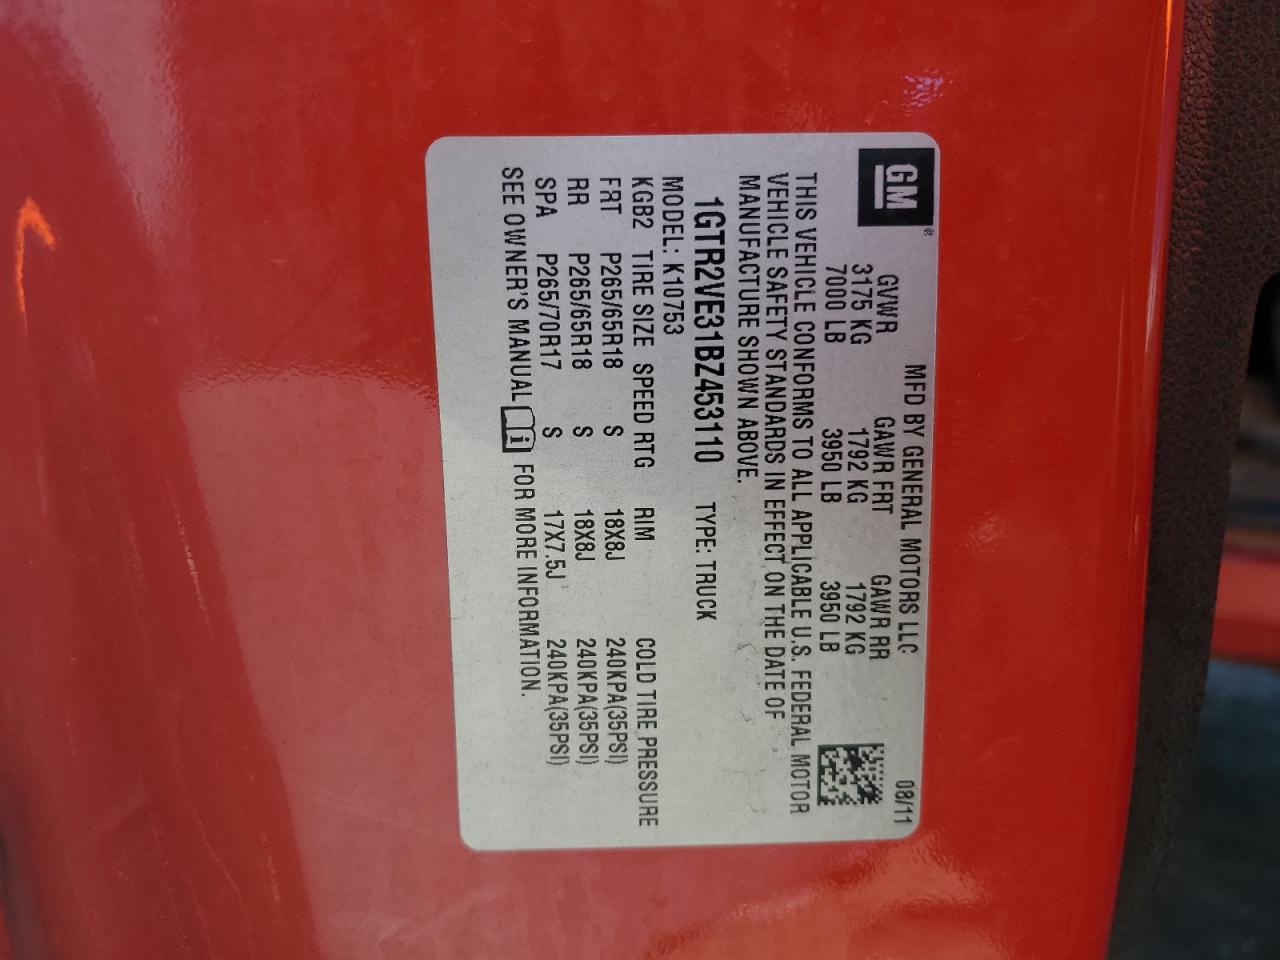 GM®
MFD BY GENERAL MOTORS LLC 08/11
GVWR GAWR FRT GAWR RR
3175 KG 1792 KG 1792 KG
7000 LB 3950 LB 3950 LB
THIS VEHICLE CONFORMS TO ALL APPLICABLE U.S. FEDERAL MOTOR
VEHICLE SAFETY STANDARDS IN EFFECT ON THE DATE OF
MANUFACTURE SHOWN ABOVE.
1GTR2VE31BZ453110 TYPE: TRUCK
MODEL: K10753
KGB2 TIRE SIZE SPEED RTG RIM COLD TIRE PRESSURE
FRT P265/65R18 S 18X8J 240KPA(35PSI)
RR P265/65R18 S 18X8J 240KPA(35PSI)
SPA P265/70R17 S 17X7.5J 240KPA(35PSI)
SEE OWNER'S MANUAL i FOR MORE INFORMATION.